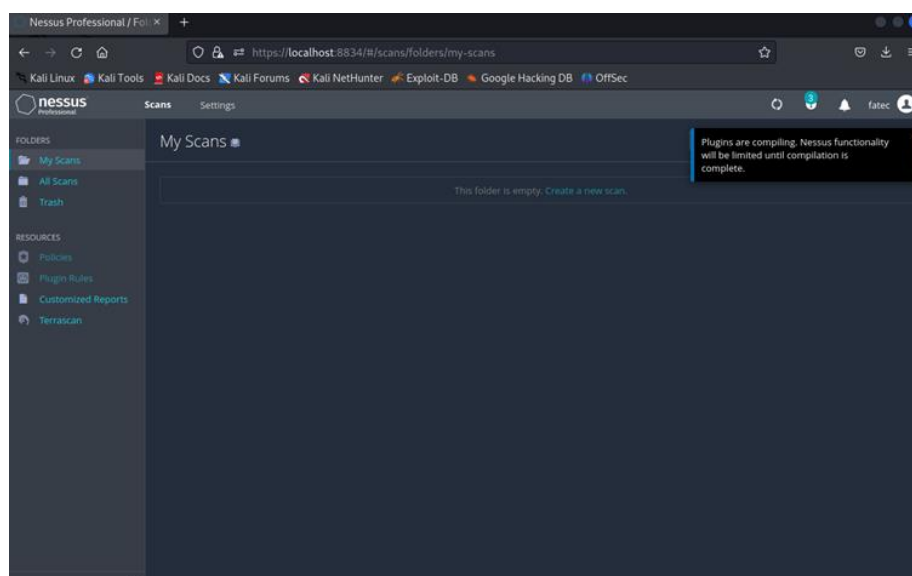 Nessus Professional / Fol
https://localhost:8834/#/scans/folders/my-scans
Kali Linux Kali Tools Kali Docs Kali Forums Kali NetHunter Exploit-DB Google Hacking DB OffSec
nessus Professional Scans Settings 3 fatec
FOLDERS
My Scans
All Scans
Trash
RESOURCES
Policies
Plugin Rules
Customized Reports
Terrascan
My Scans
Plugins are compiling. Nessus functionality
will be limited until compilation is
complete.
This folder is empty. Create a new scan.